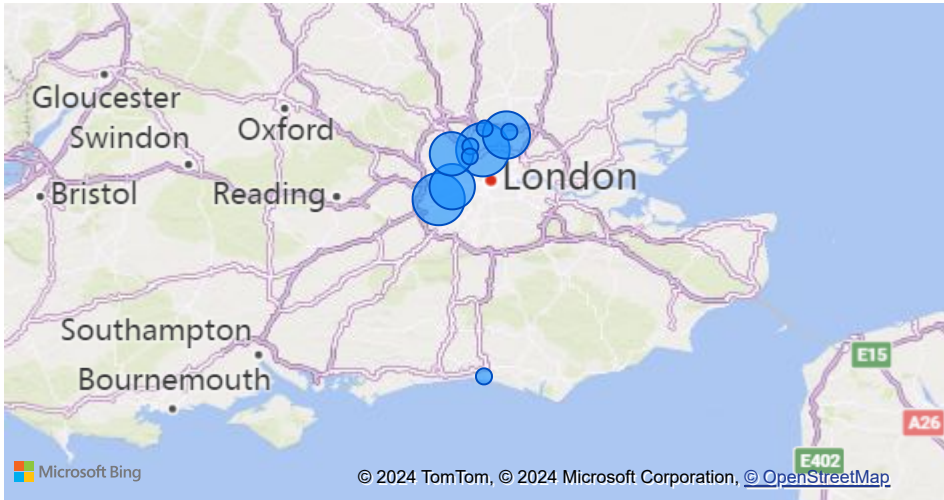 Gloucester
Swindon
Oxford
Bristol
Reading
London
Southampton
Bournemouth
E15
A26
E402
Microsoft Bing
© 2024 TomTom, © 2024 Microsoft Corporation, © OpenStreetMap